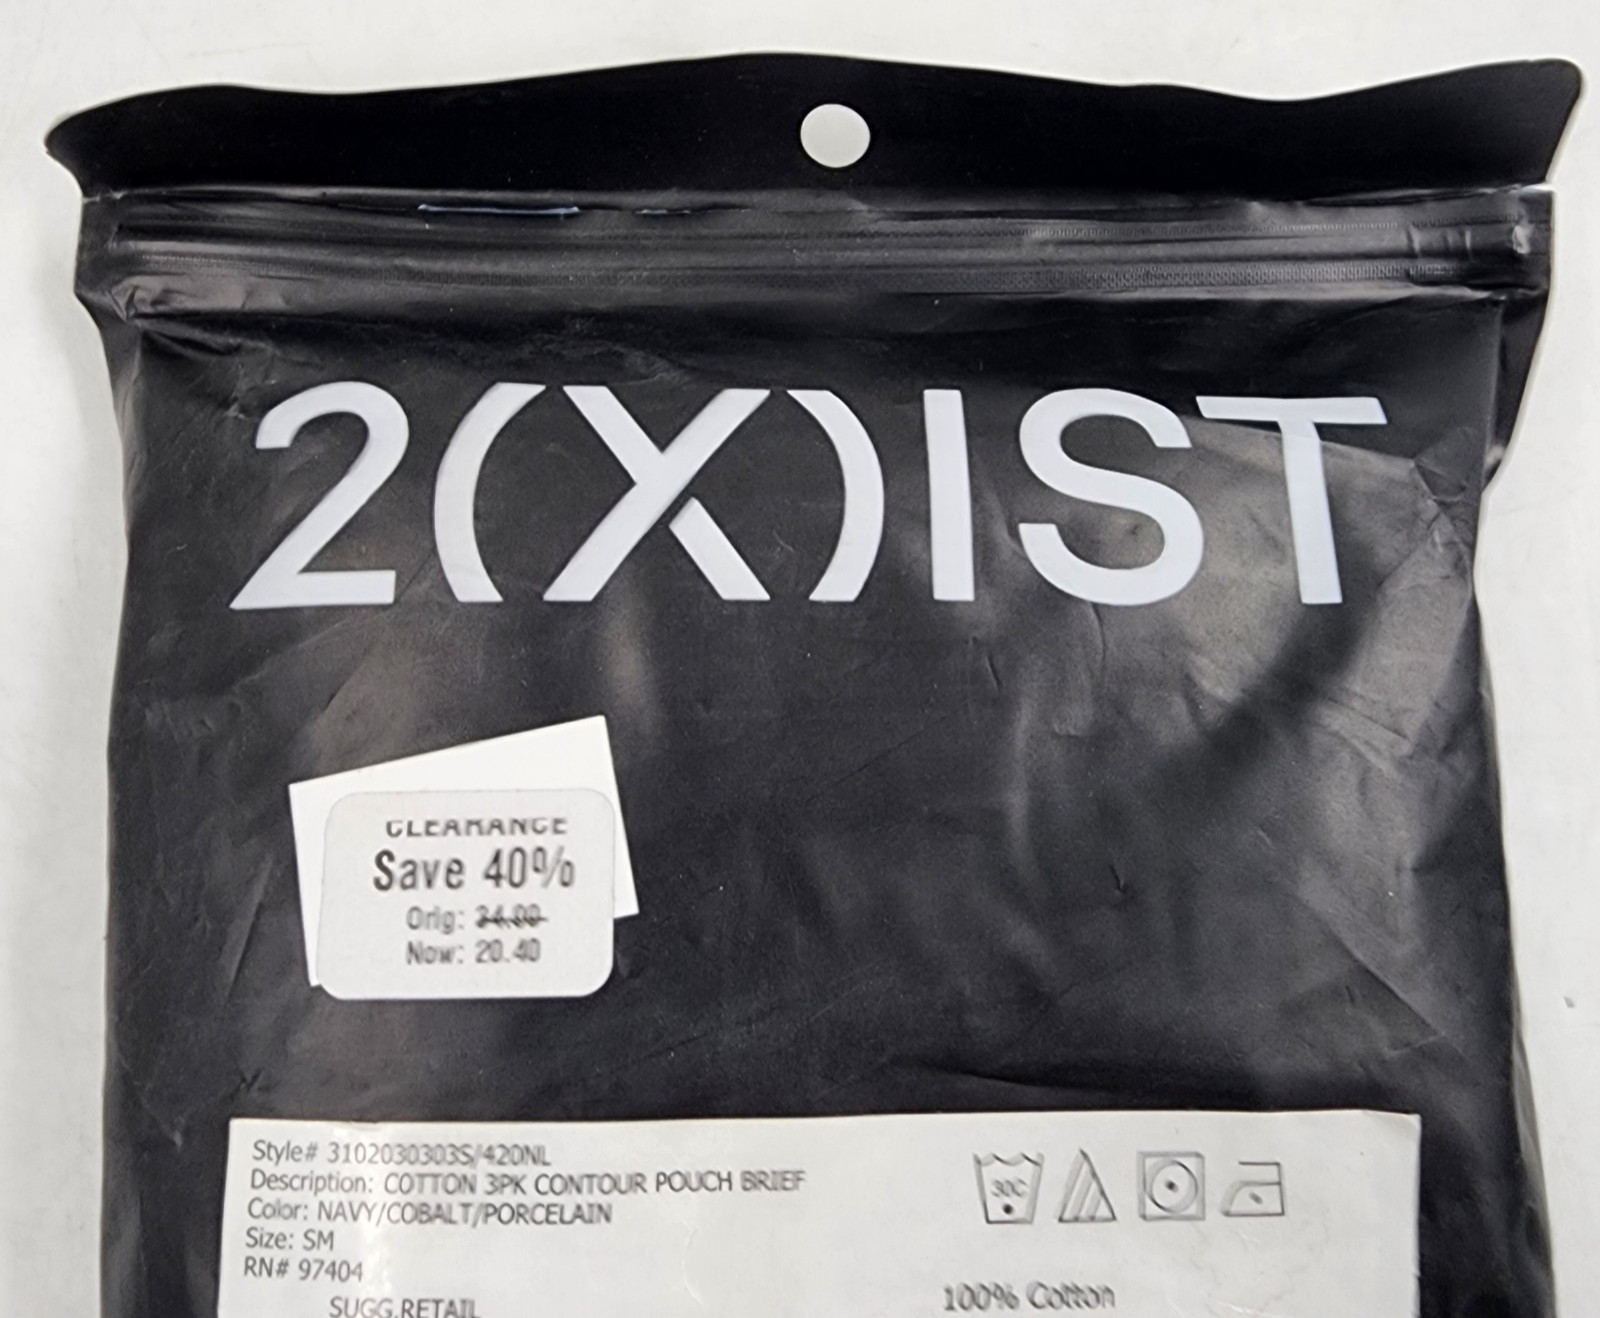 2(X)IST
CLEARANCE
Save 40%
Orig: 34.00
Now: 20.40
Style# 3102030303S/420NL
Description: COTTON 3PK CONTOUR POUCH BRIEF
Color: NAVY/COBALT/PORCELAIN
Size: SM
RN# 97404
30C
SUGG.RETAIL
100% Cotton